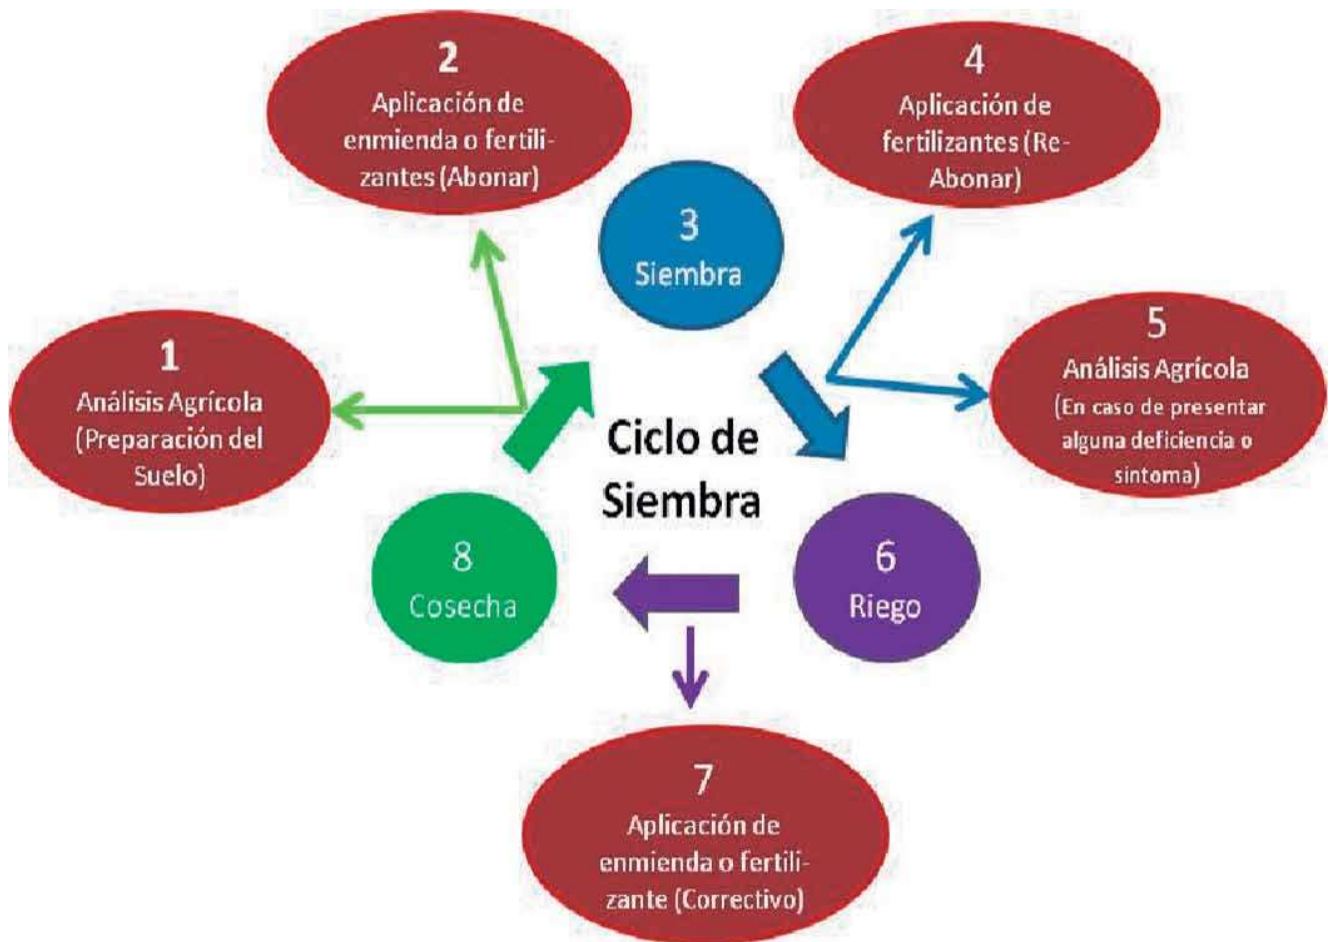 1
Análisis Agrícola
(Preparación del
Suelo)
2
Aplicación de
enmienda o fertili-
zantes (Abonar)
3
Siembra
4
Aplicación de
fertilizantes (Re-
Abonar)
5
Análisis Agrícola
(En caso de presentar
alguna deficiencia o
sintoma)
6
Riego
7
Aplicación de
enmienda o fertili-
zante (Correctivo)
8
Cosecha
Ciclo de
Siembra